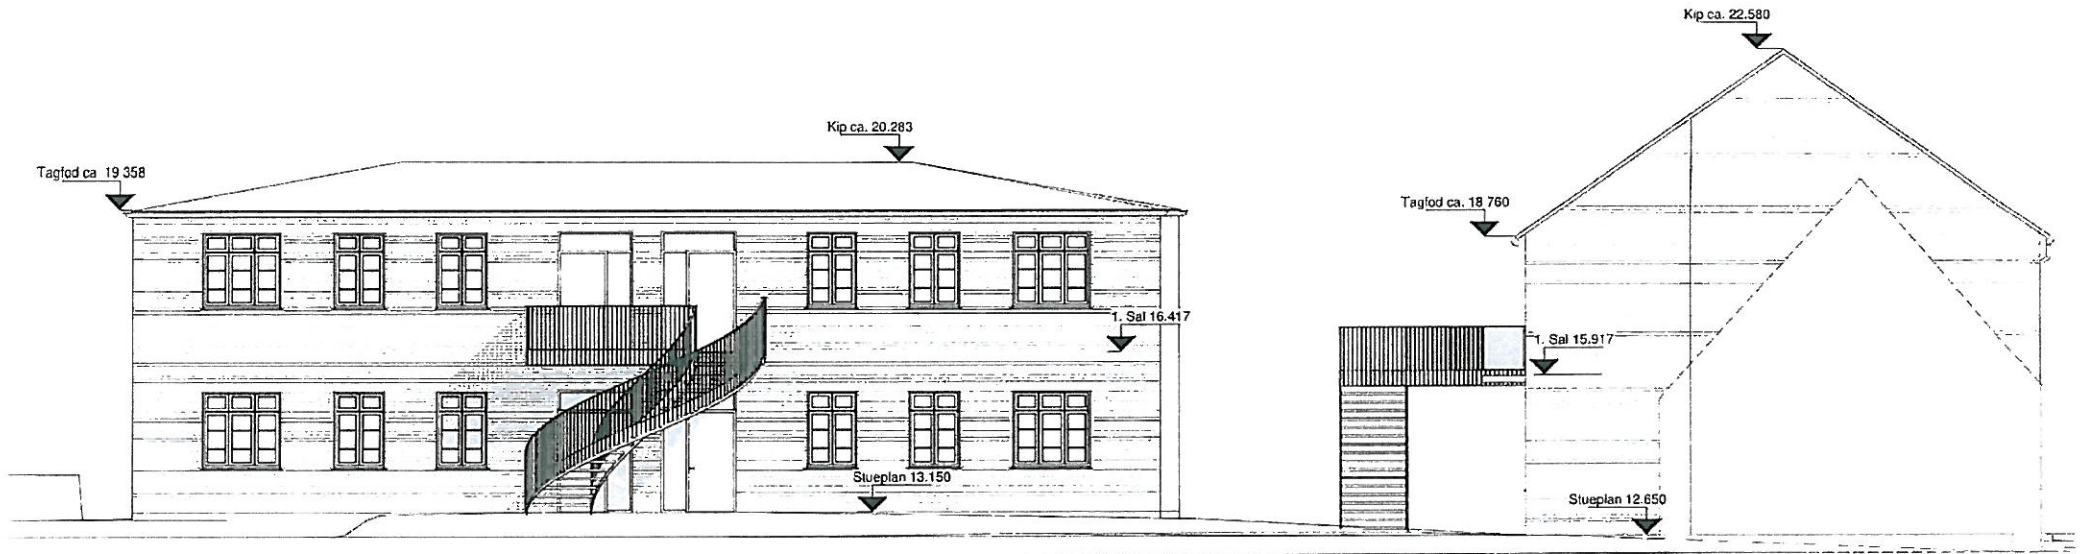 Kip ca. 22.580
Kip ca. 20.283
Tagfod ca 19 358
Tagfod ca. 18 760
1. Sal 16.417
1. Sal 15.917
Stueplan 13.150
Stueplan 12.650